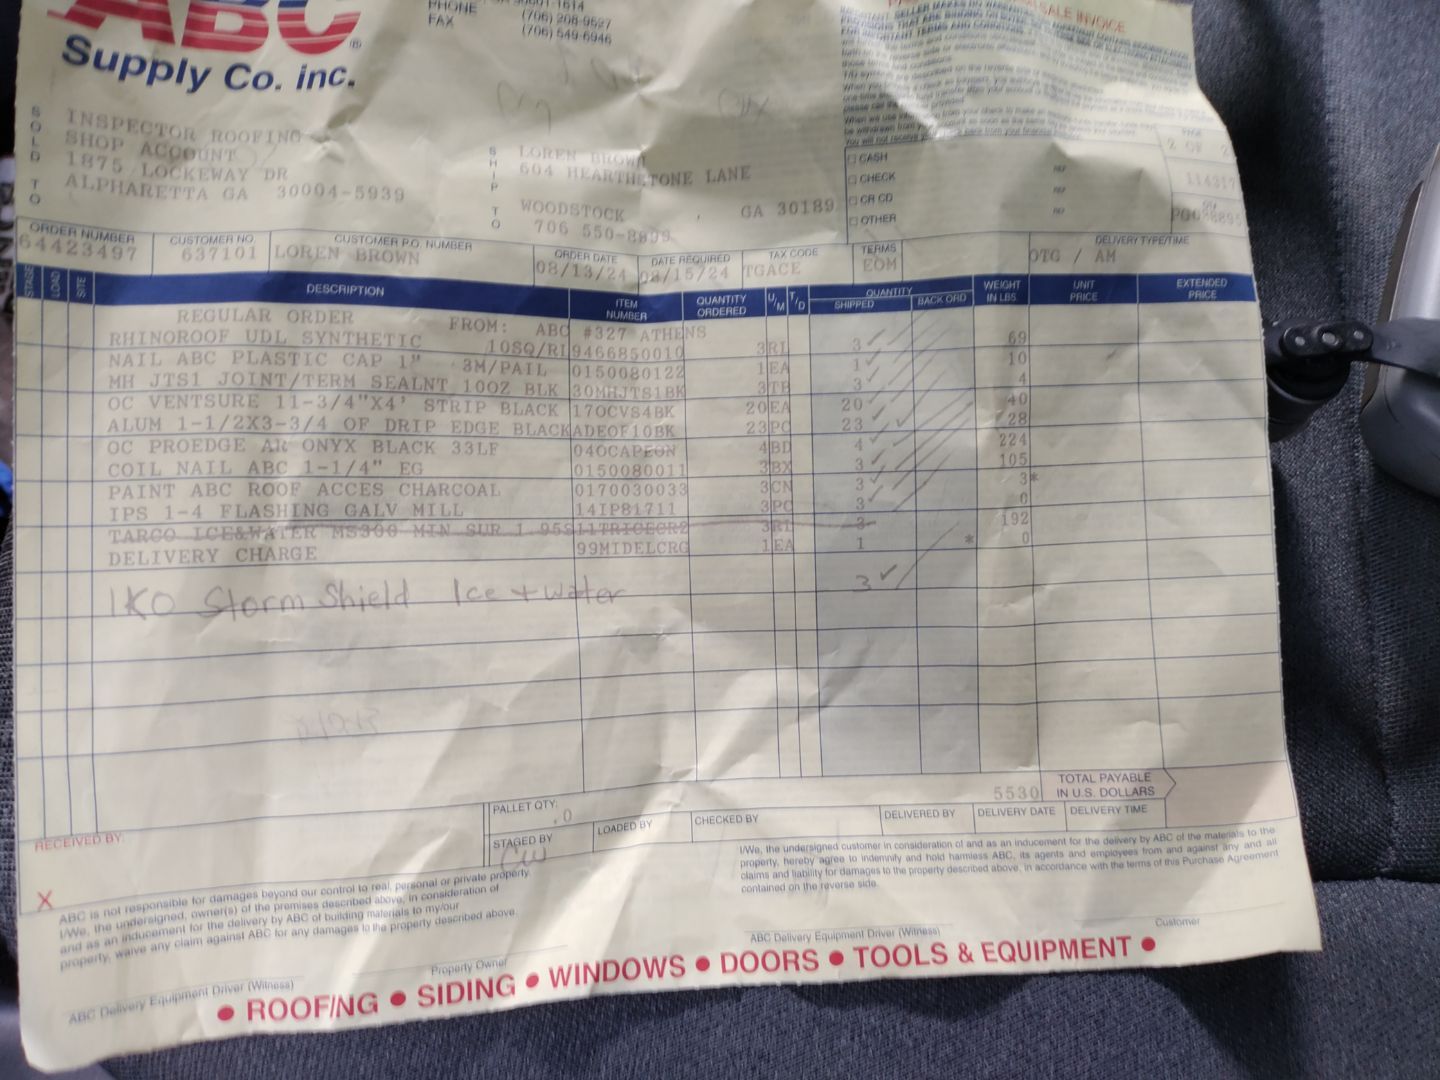 ABC
Supply Co. inc.
PHONE (706) 208-9527
FAX (706) 549-6946
SALE INVOICE
SOLD TO
INSPECTOR ROOFING
SHOP ACCOUNT
1875 LOCKEWAY DR
ALPHARETTA GA 30004-5939
SHIP TO
LOREN BROWN
604 HEARTHSTONE LANE
WOODSTOCK , GA 30189
706 550-8999
CASH
CHECK
CR CD
OTHER
REF
REF
REF
REF
PAGE
2 OF 2
ORDER NUMBER
64423497
CUSTOMER NO.
637101
CUSTOMER P.O. NUMBER
LOREN BROWN
ORDER DATE
08/13/24
DATE REQUIRED
08/15/24
TAX CODE
TGACE
TERMS
EOM
DELIVERY TYPE/TIME
OTG / AM
STAGE LOAD SITE DESCRIPTION ITEM NUMBER QUANTITY ORDERED U/M T/D QUANTITY SHIPPED BACK ORD WEIGHT IN LBS. UNIT PRICE EXTENDED PRICE
REGULAR ORDER FROM: ABC #327 ATHENS
RHINOROOF UDL SYNTHETIC 10SQ/RL 9466850010 3 RL 3 69
NAIL ABC PLASTIC CAP 1" 3M/PAIL 0150080122 1 EA 1 10
MH JTS1 JOINT/TERM SEALNT 10OZ BLK 30MHJTS1BK 3 TB 3 4
OC VENTSURE 11-3/4"X4' STRIP BLACK 17OCVS4BK 20 EA 20 40
ALUM 1-1/2X3-3/4 OF DRIP EDGE BLACK ADEOF10BK 23 PC 23 28
OC PROEDGE AR ONYX BLACK 33LF 04OCAPEON 4 BD 4 224
COIL NAIL ABC 1-1/4" EG 0150080011 3 BX 3 105
PAINT ABC ROOF ACCES CHARCOAL 0170030033 3 CN 3 3*
IPS 1-4 FLASHING GALV MILL 14IP81711 3 PC 3 0
TARCO ICE&WATER MS300 MIN SUR 1.95S 11TRICECR2 3 RL 3 192
DELIVERY CHARGE 99MIDELCRG 1 EA 1 * 0
IKO Storm Shield Ice + Water 3
5530 TOTAL PAYABLE IN U.S. DOLLARS
RECEIVED BY:
X
PALLET QTY. .0
STAGED BY CW
LOADED BY
CHECKED BY
DELIVERED BY
DELIVERY DATE
DELIVERY TIME
ABC is not responsible for damages beyond our control to real, personal or private property.
I/We, the undersigned, owner(s) of the premises described above, in consideration of
and as an inducement for the delivery by ABC of building materials to my/our
property, waive any claim against ABC for any damages to the property described above.
I/We, the undersigned customer in consideration of and as an inducement for the delivery by ABC of the materials to the
property, hereby agree to indemnify and hold harmless ABC, its agents and employees from and against any and all
claims and liability for damages to the property described above, in accordance with the terms of this Purchase Agreement
contained on the reverse side.
ABC Delivery Equipment Driver (Witness)
Property Owner
ABC Delivery Equipment Driver (Witness)
Customer
• ROOFING • SIDING • WINDOWS • DOORS • TOOLS & EQUIPMENT •